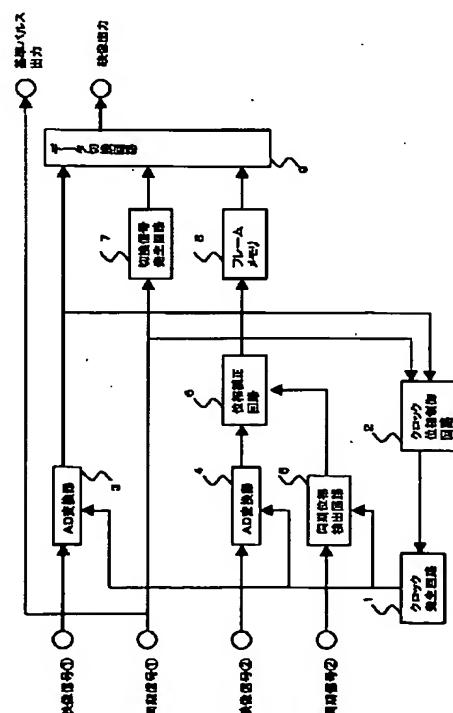 基準パルス
出力
映像出力
データ切換回路
9
7
切換信号
発生回路
8
フレーム
メモリ
6
位相補正
回路
2
クロック
位相制御
回路
AD変換器
3
4
AD変換器
5
同期位相
検出回路
1
クロック
発生回路
映像信号①
同期信号①
映像信号②
同期信号②